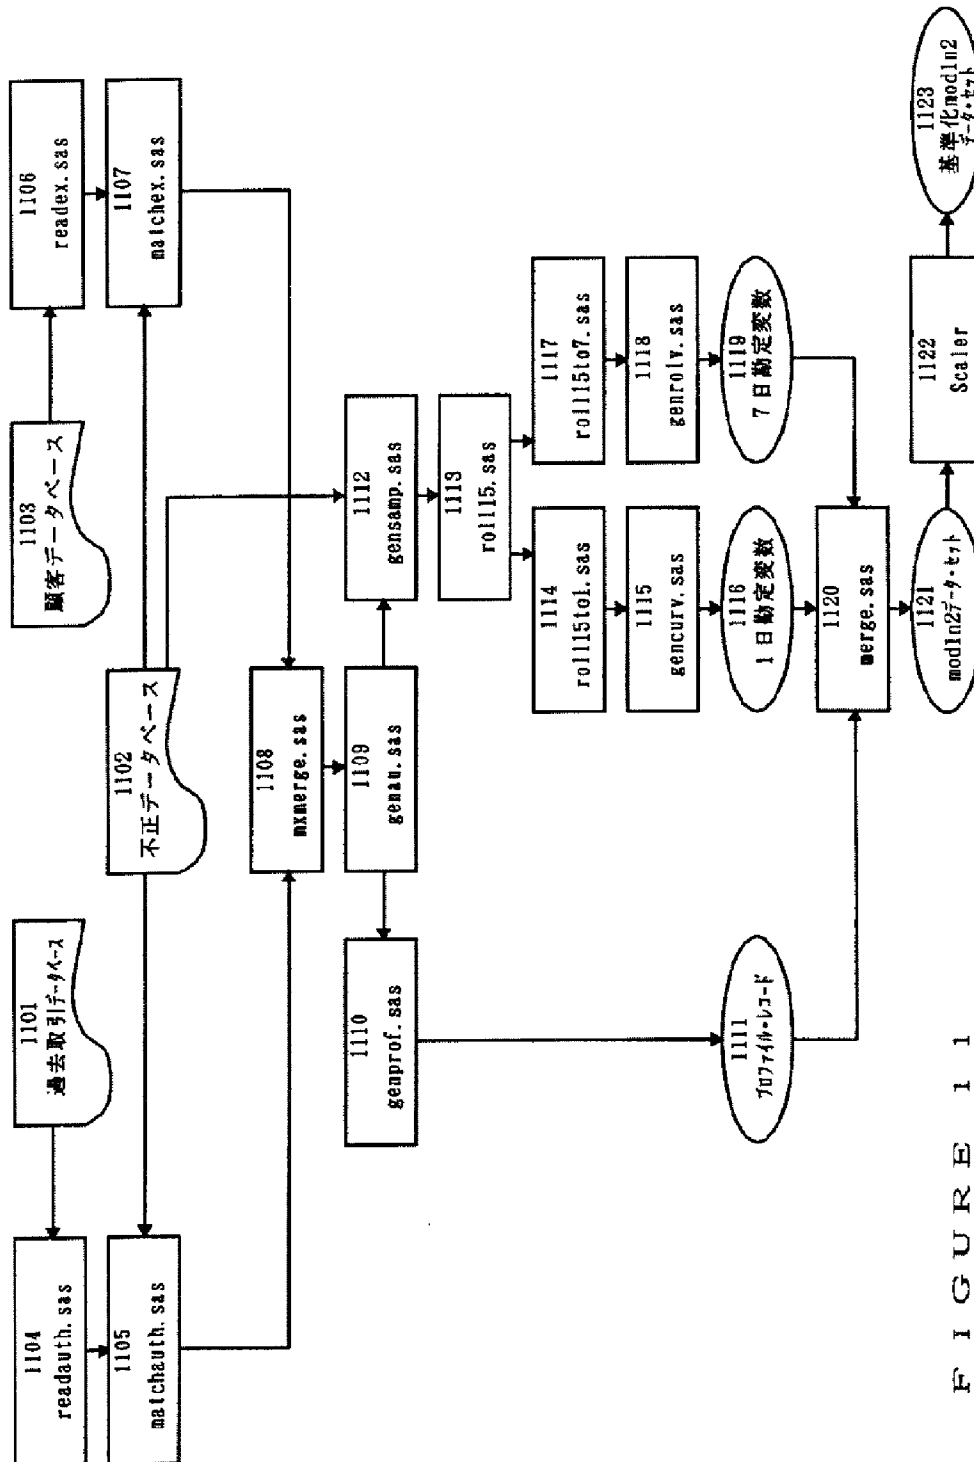 1104
readauth.sas
1101
過去取引データベース
1103
顧客データベース
1106
readex.sas
1105
matchauth.sas
1102
不正データベース
1107
matchex.sas
1108
mxmerge.sas
1110
genprof.sas
1109
genau.sas
1112
gensamp.sas
1113
roll15.sas
1114
roll15to1.sas
1117
roll15to7.sas
1115
gencurv.sas
1118
genrolv.sas
1111
プロファイル・レコード
1116
1日勘定変数
1119
7日勘定変数
1120
merge.sas
1121
modln2データ・セット
1122
Scaler
1123
基準化modln2
データ・セット
FIGURE 11